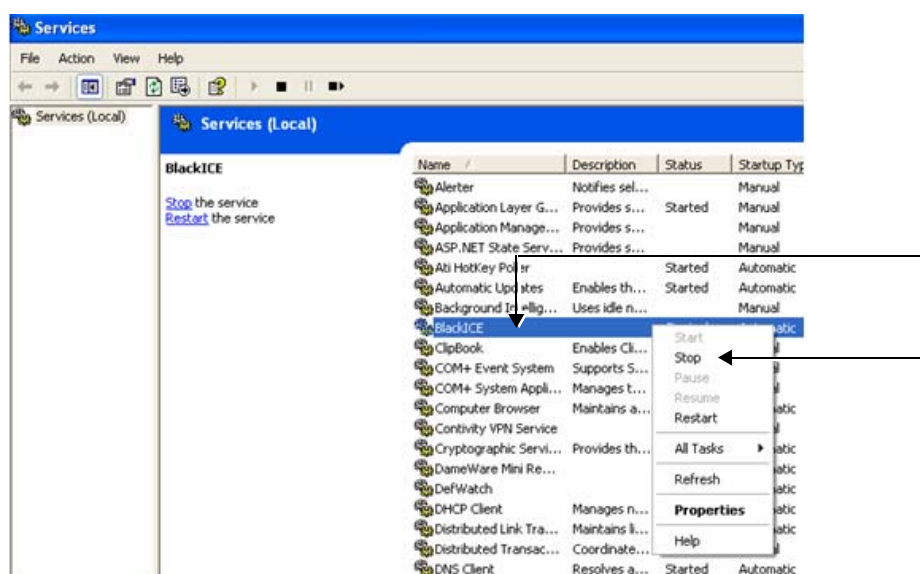 Services
File Action View Help
Services (Local)
Services (Local)
BlackICE
Stop the service
Restart the service
Name Description Status Startup Typ
Alerter Notifies sel... Manual
Application Layer G... Provides s... Started Manual
Application Manage... Provides s... Manual
ASP.NET State Serv... Provides s... Manual
Ati HotKey Started Automatic
Automatic Enables th... Started Automatic
Background Uses idle n... Manual
BlackICE
ClipBook Enables Cli...
COM+ Event System Supports S...
COM+ System Appli... Manages t...
Computer Browser Maintains a...
Contivity VPN Service
Cryptographic Servi... Provides th...
DameWare Mini Re...
DefWatch
DHCP Client Manages n...
Distributed Link Tra... Maintains li...
Distributed Transac... Coordinate...
DNS Client Resolves a... Started Automatic
Start
Stop
Pause
Resume
Restart
All Tasks
Refresh
Properties
Help